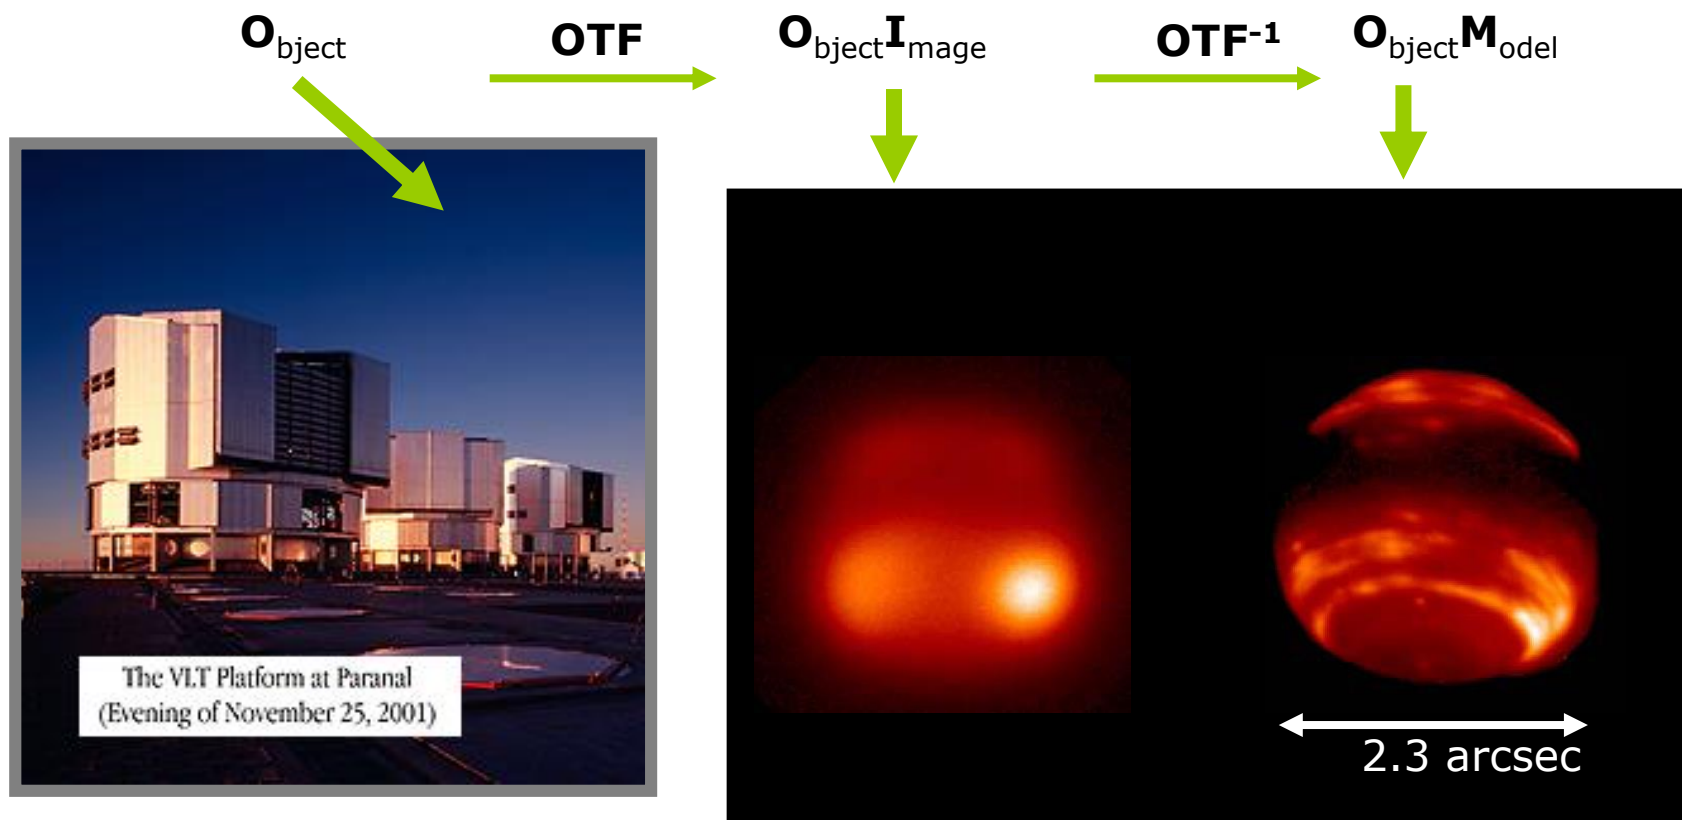 Object OTF ObjectImage OTF-1 ObjectModel
The VLT Platform at Paranal
(Evening of November 25, 2001)
2.3 arcsec